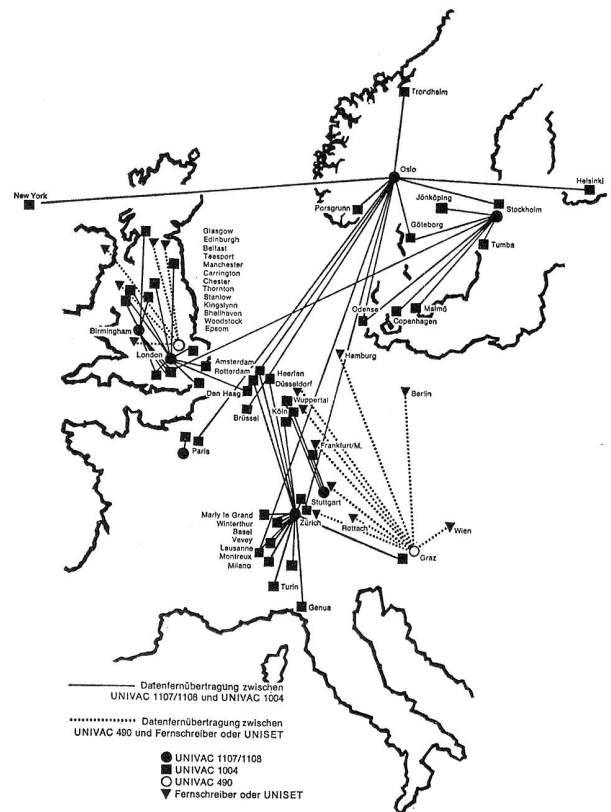 Trondheim
Oslo
Helsinki
New York
Porsgrunn
Jönköping
Stockholm
Göteborg
Tumba
Glasgow
Edinburgh
Belfast
Teesport
Manchester
Carrington
Chester
Thornton
Stanlow
Kingslynn
Shellhaven
Woodstock
Epsom
Odense
Malmö
Copenhagen
Birmingham
London
Hamburg
Amsterdam
Rotterdam
Heerlen
Düsseldorf
Berlin
Den Haag
Wuppertal
Brüssel
Köln
Paris
Frankfurt/M.
Stuttgart
Marly le Grand
Zürich
Rottach
Wien
Winterthur
Basel
Vevey
Lausanne
Montreux
Milano
Graz
Turin
Genua
Datenfernübertragung zwischen
UNIVAC 1107/1108 und UNIVAC 1004
Datenfernübertragung zwischen
UNIVAC 490 und Fernschreiber oder UNISET
UNIVAC 1107/1108
UNIVAC 1004
UNIVAC 490
Fernschreiber oder UNISET